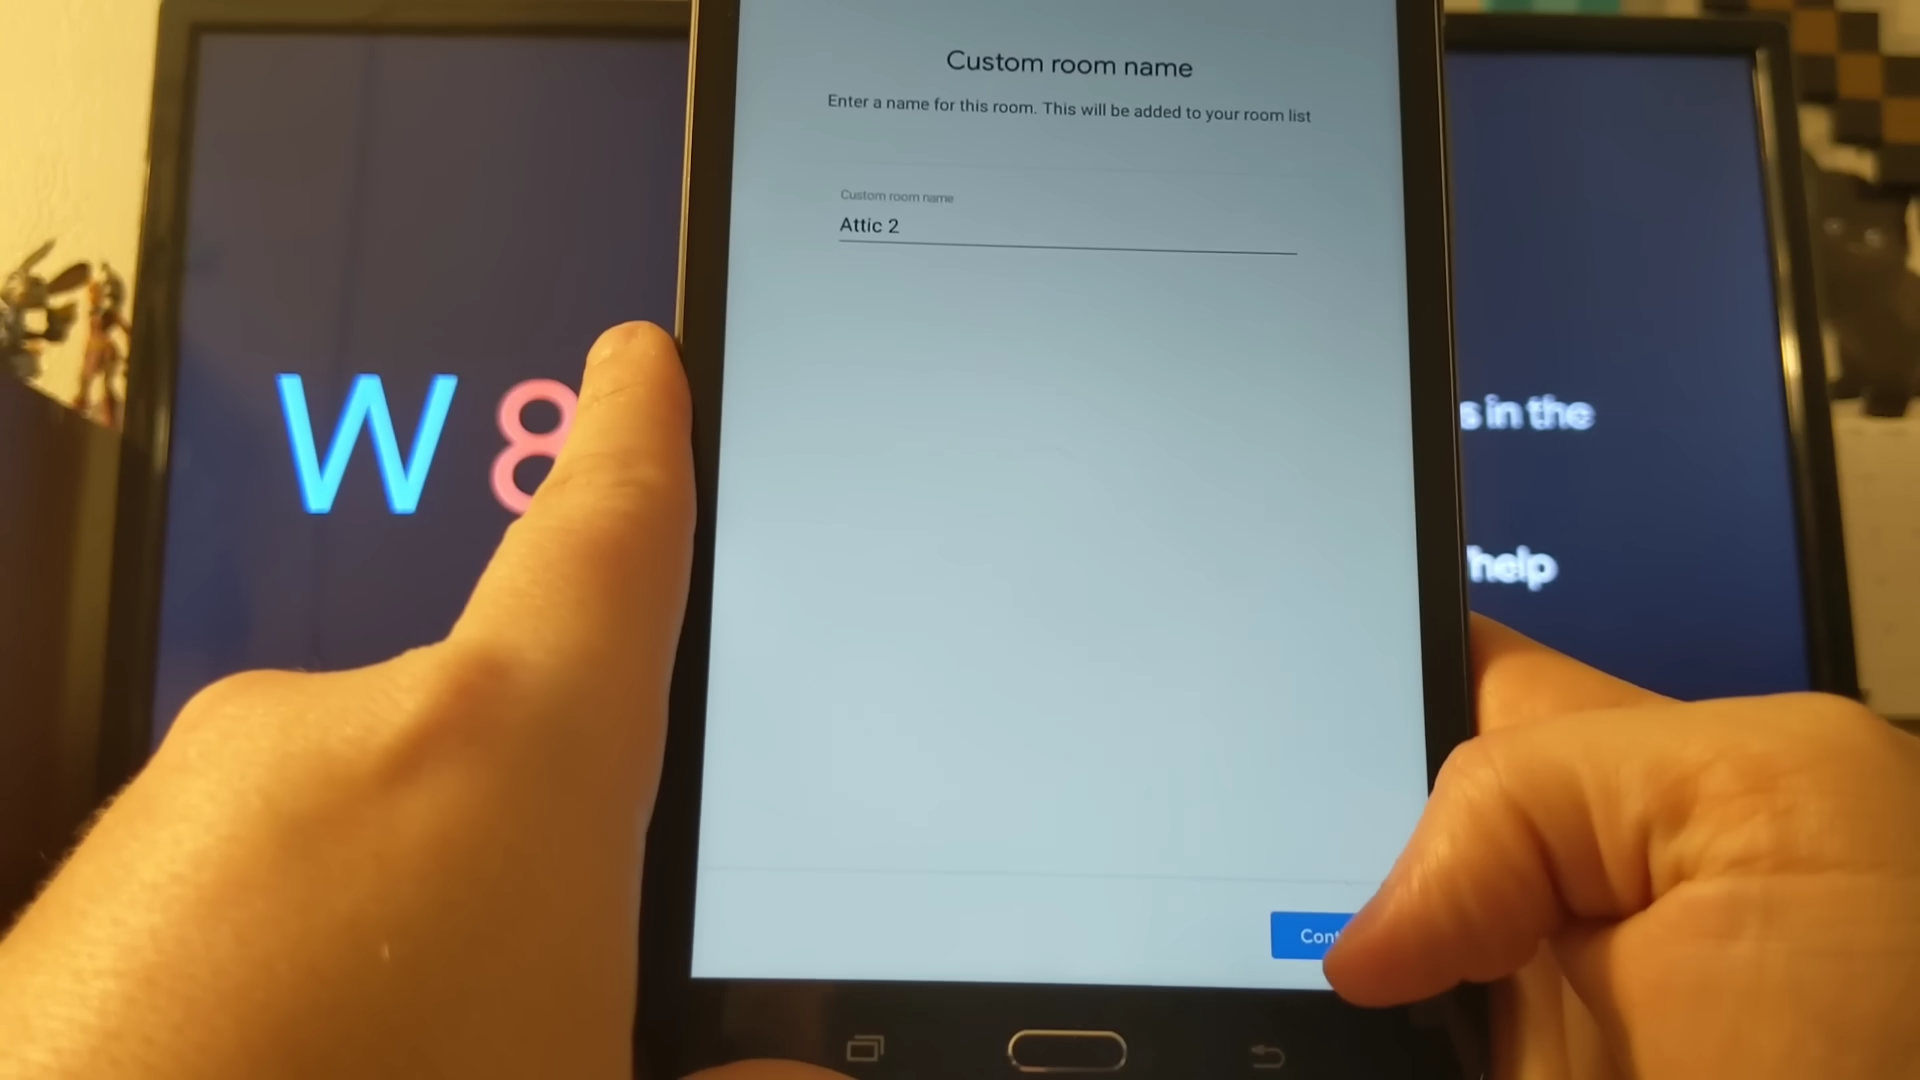 Custom room name
Enter a name for this room. This will be added to your room list
Custom room name
Attic 2
W 8
in the
help